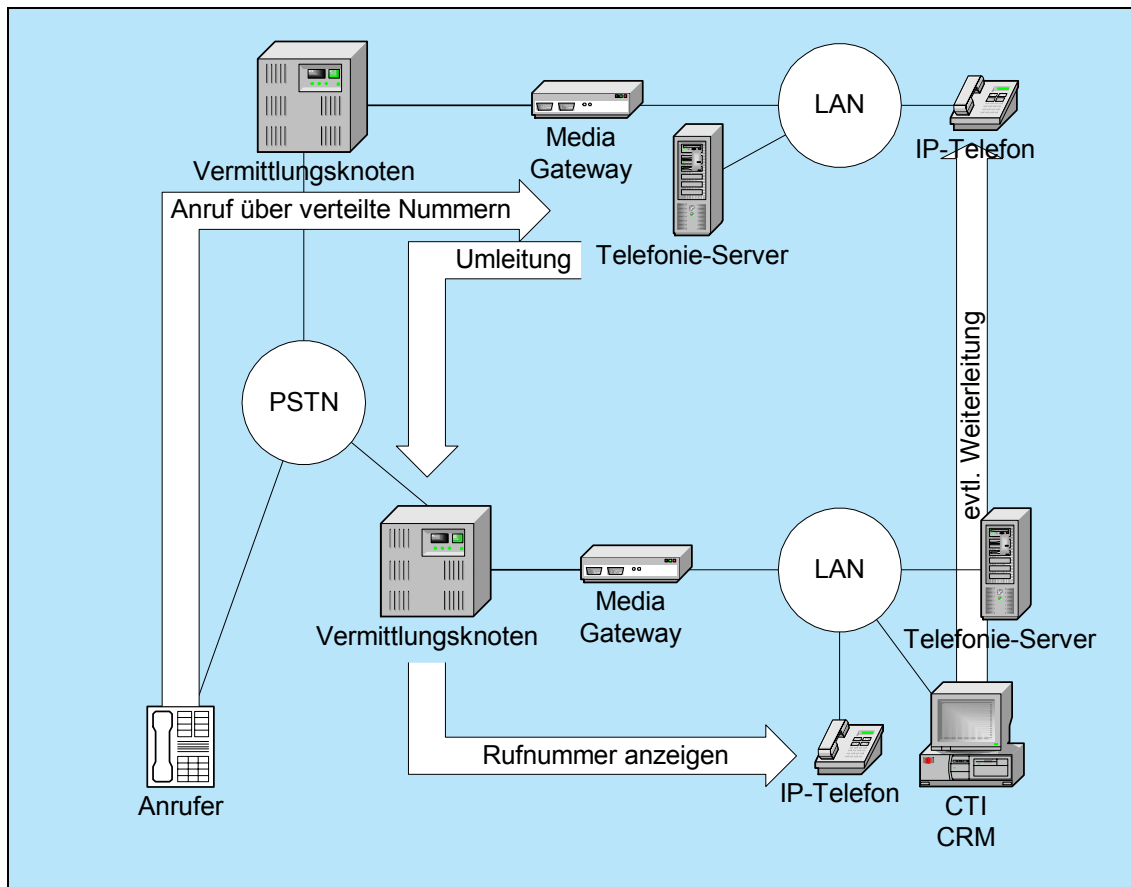 LAN
Media
Gateway
IP-Telefon
Vermittlungsknoten
Anruf über verteilte Nummern
Telefonie-Server
Umleitung
PSTN
evtl. Weiterleitung
LAN
Media
Gateway
Vermittlungsknoten
Telefonie-Server
Rufnummer anzeigen
IP-Telefon
Anrufer
CTI
CRM